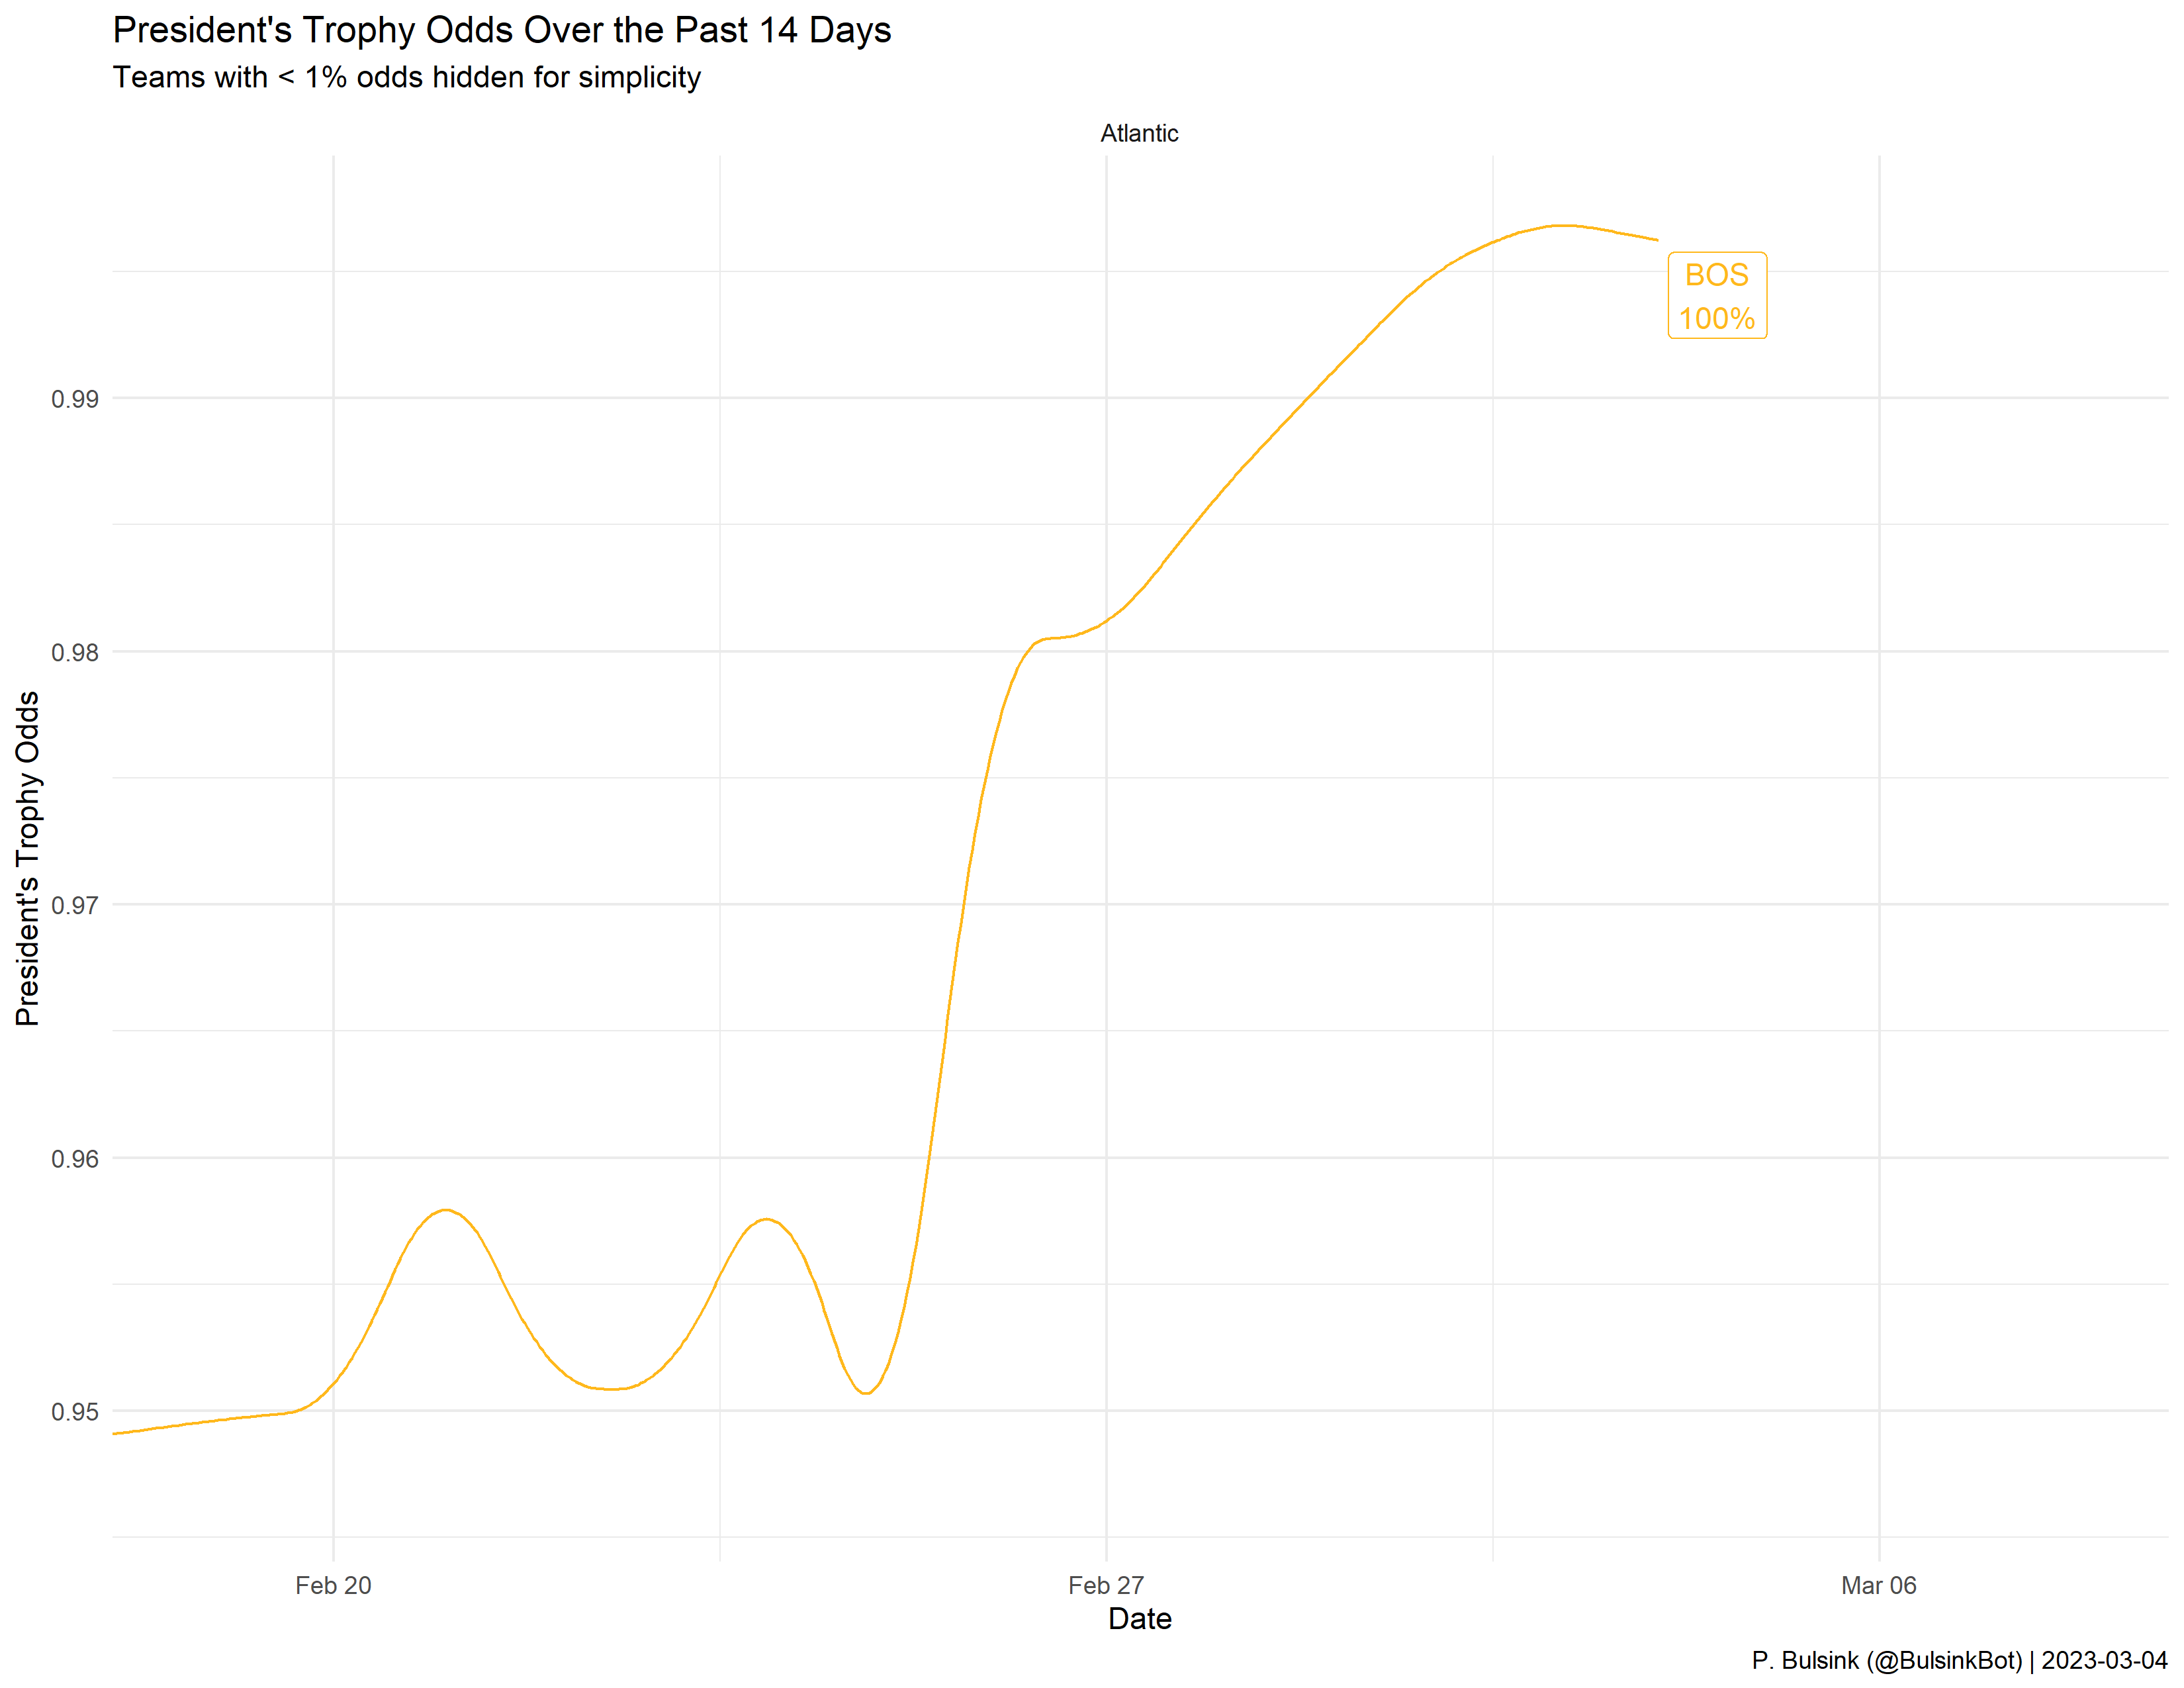 President's Trophy Odds Over the Past 14 Days
Teams with < 1% odds hidden for simplicity
Atlantic
BOS
100%
0.99
0.98
0.97
0.96
0.95
President's Trophy Odds
Feb 20
Feb 27
Mar 06
Date
P. Bulsink (@BulsinkBot) | 2023-03-04